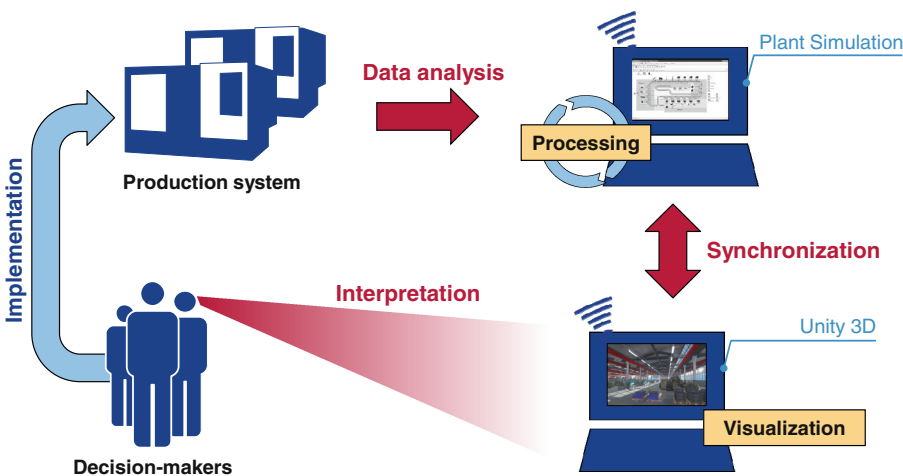 Plant Simulation
Data analysis
Processing
Production system
Implementation
Synchronization
Interpretation
Unity 3D
Visualization
Decision-makers